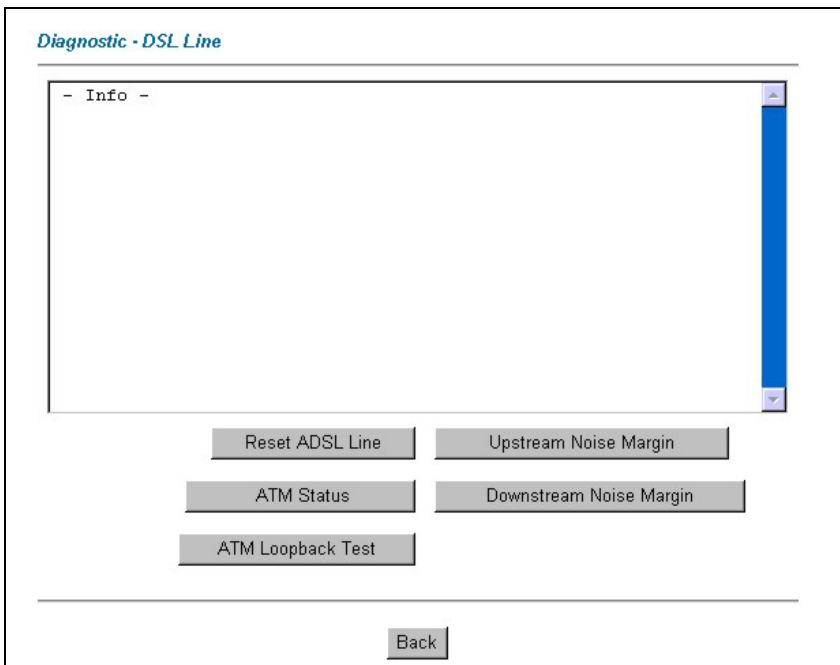 Diagnostic - DSL Line
- Info -
Reset ADSL Line
Upstream Noise Margin
ATM Status
Downstream Noise Margin
ATM Loopback Test
Back